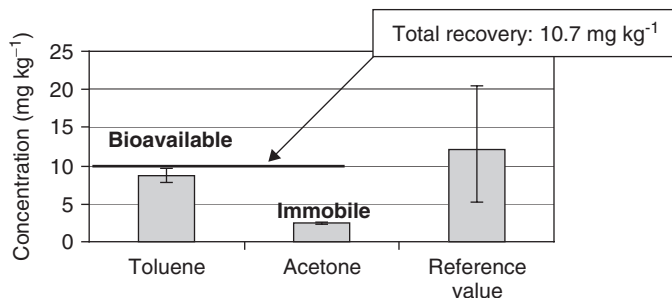 Total recovery: 10.7 mg kg⁻¹
Concentration (mg kg⁻¹)
25
20
15
10
5
0
Bioavailable
Immobile
Toluene
Acetone
Reference
value